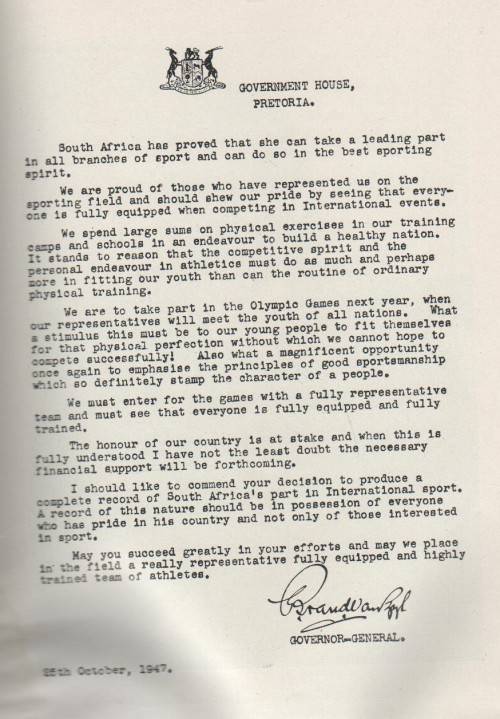 GOVERNMENT HOUSE,
PRETORIA.
South Africa has proved that she can take a leading part
in all branches of sport and can do so in the best sporting
spirit.
We are proud of those who have represented us on the
sporting field and should shew our pride by seeing that every-
one is fully equipped when competing in International events.
We spend large sums on physical exercises in our training
camps and schools in an endeavour to build a healthy nation.
It stands to reason that the competitive spirit and the
personal endeavour in athletics must do as much and perhaps
more in fitting our youth than can the routine of ordinary
physical training.
We are to take part in the Olympic Games next year, when
our representatives will meet the youth of all nations. What
a stimulus this must be to our young people to fit themselves
for that physical perfection without which we cannot hope to
compete successfully! Also what a magnificent opportunity
once again to emphasise the principles of good sportsmanship
which so definitely stamp the character of a people.
We must enter for the games with a fully representative
team and must see that everyone is fully equipped and fully
trained.
The honour of our country is at stake and when this is
fully understood I have not the least doubt the necessary
financial support will be forthcoming.
I should like to commend your decision to produce a
complete record of South Africa's part in International sport.
A record of this nature should be in possession of everyone
who has pride in his country and not only of those interested
in sport.
May you succeed greatly in your efforts and may we place
in the field a really representative fully equipped and highly
trained team of athletes.
G Brand van Zyl
GOVERNOR-GENERAL.
October, 1947.